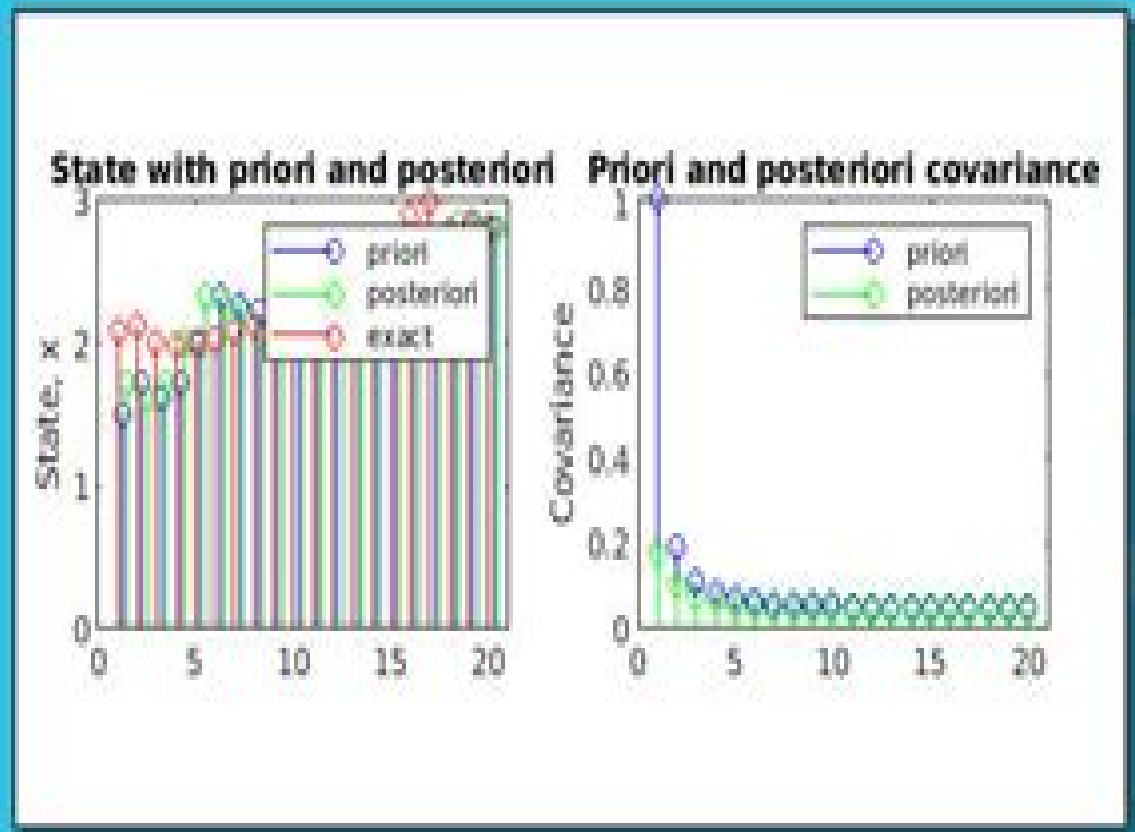 State with priori and posteriori
3
2
1
0
State, x
priori
posteriori
exact
0 5 10 15 20
Priori and posteriori covariance
1
0.8
0.6
0.4
0.2
0
Covariance
priori
posteriori
0 5 10 15 20